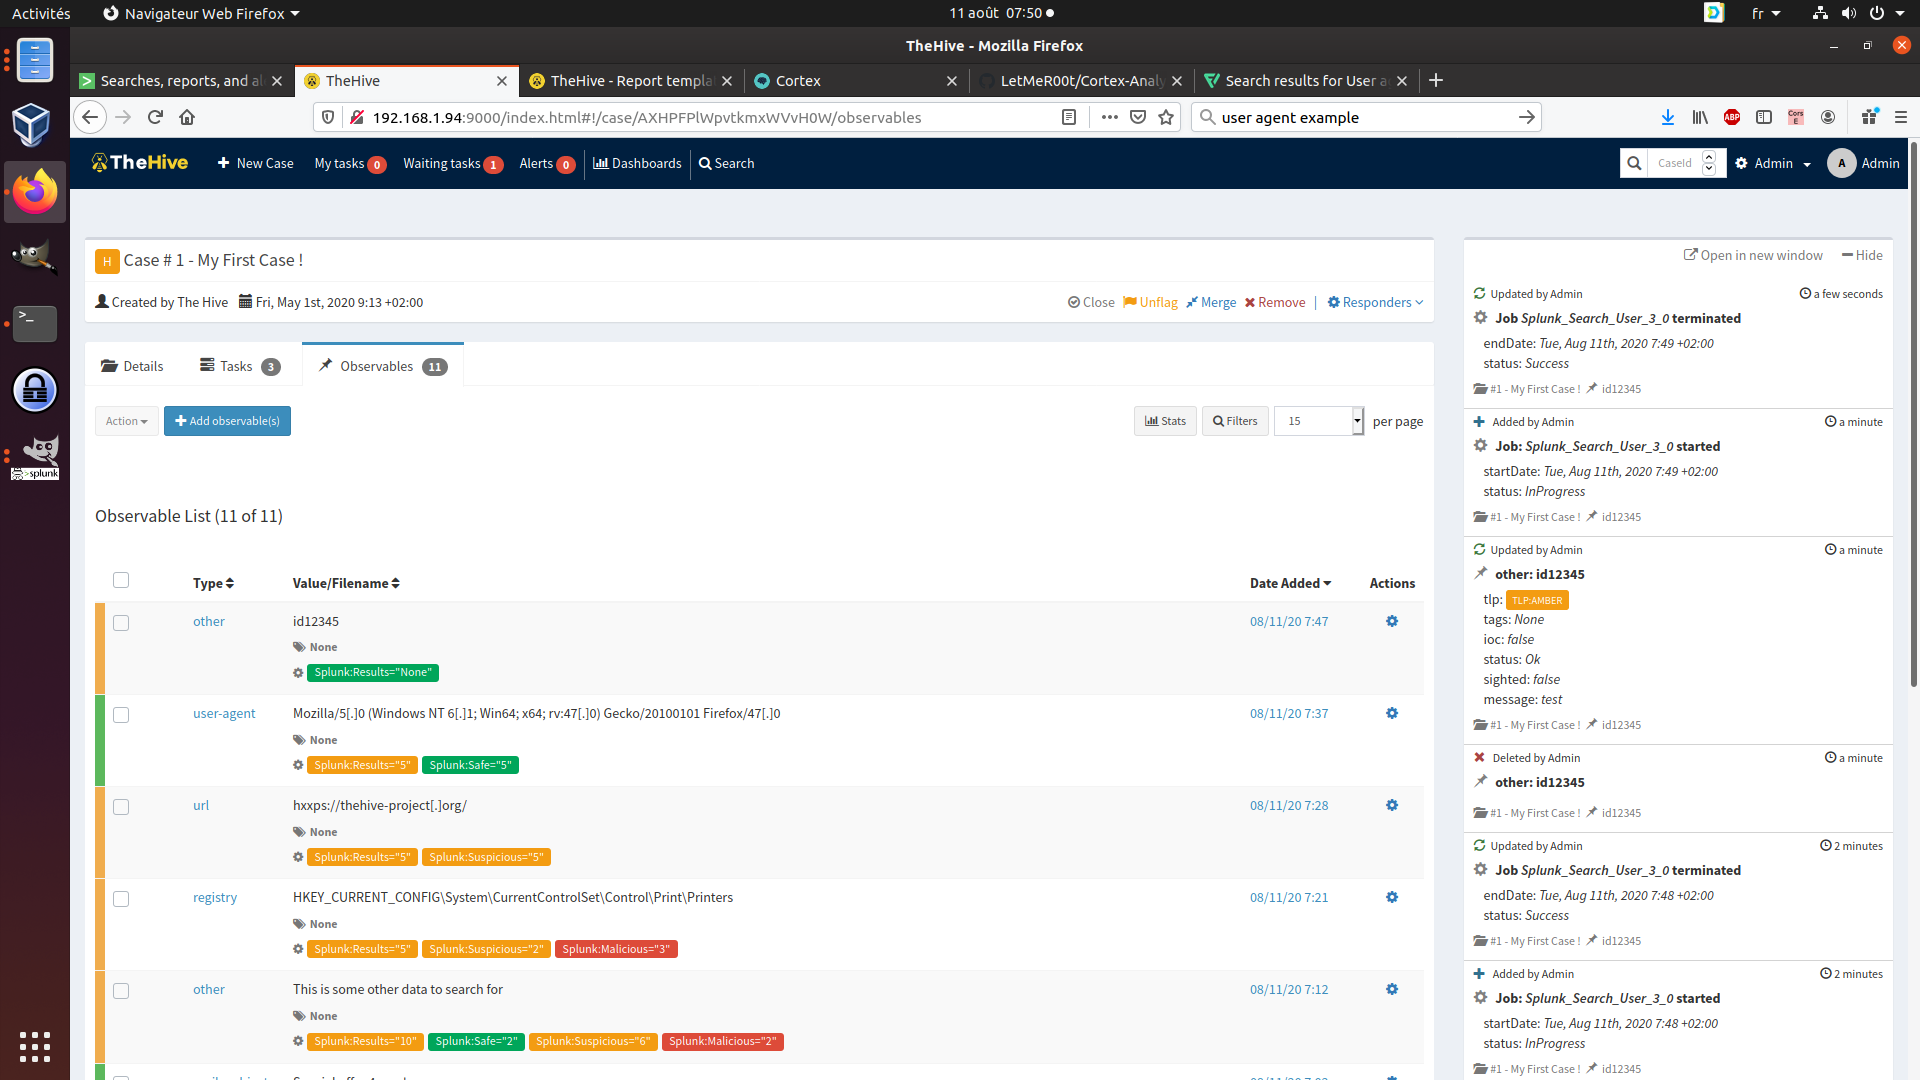 Activités
Navigateur Web Firefox
11 août 07:50
fr
TheHive - Mozilla Firefox
Searches, reports, and al
TheHive
TheHive - Report templa
Cortex
LetMeR00t/Cortex-Analy
Search results for User a
192.168.1.94:9000/index.html#!/case/AXHPFPlWpvtkmxWVvH0W/observables
user agent example
ABP
Cors E
TheHive
New Case
My tasks 0
Waiting tasks 1
Alerts 0
Dashboards
Search
CaseId
Admin
A
Admin
H Case # 1 - My First Case !
Created by The Hive
Fri, May 1st, 2020 9:13 +02:00
Close
Unflag
Merge
Remove
|
Responders
Details
Tasks 3
Observables 11
Action
Add observable(s)
Stats
Filters
15
per page
Observable List (11 of 11)
Type
Value/Filename
Date Added
Actions
other
id12345
08/11/20 7:47
None
Splunk:Results="None"
user-agent
Mozilla/5[.]0 (Windows NT 6[.]1; Win64; x64; rv:47[.]0) Gecko/20100101 Firefox/47[.]0
08/11/20 7:37
None
Splunk:Results="5" Splunk:Safe="5"
url
hxxps://thehive-project[.]org/
08/11/20 7:28
None
Splunk:Results="5" Splunk:Suspicious="5"
registry
HKEY_CURRENT_CONFIG\System\CurrentControlSet\Control\Print\Printers
08/11/20 7:21
None
Splunk:Results="5" Splunk:Suspicious="2" Splunk:Malicious="3"
other
This is some other data to search for
08/11/20 7:12
None
Splunk:Results="10" Splunk:Safe="2" Splunk:Suspicious="6" Splunk:Malicious="2"
Open in new window
Hide
Updated by Admin
a few seconds
Job Splunk_Search_User_3_0 terminated
endDate: Tue, Aug 11th, 2020 7:49 +02:00
status: Success
#1 - My First Case ! id12345
Added by Admin
a minute
Job: Splunk_Search_User_3_0 started
startDate: Tue, Aug 11th, 2020 7:49 +02:00
status: InProgress
#1 - My First Case ! id12345
Updated by Admin
a minute
other: id12345
tlp: TLP:AMBER
tags: None
ioc: false
status: Ok
sighted: false
message: test
#1 - My First Case ! id12345
Deleted by Admin
a minute
other: id12345
#1 - My First Case ! id12345
Updated by Admin
2 minutes
Job Splunk_Search_User_3_0 terminated
endDate: Tue, Aug 11th, 2020 7:48 +02:00
status: Success
#1 - My First Case ! id12345
Added by Admin
2 minutes
Job: Splunk_Search_User_3_0 started
startDate: Tue, Aug 11th, 2020 7:48 +02:00
status: InProgress
#1 - My First Case ! id12345
>splunk